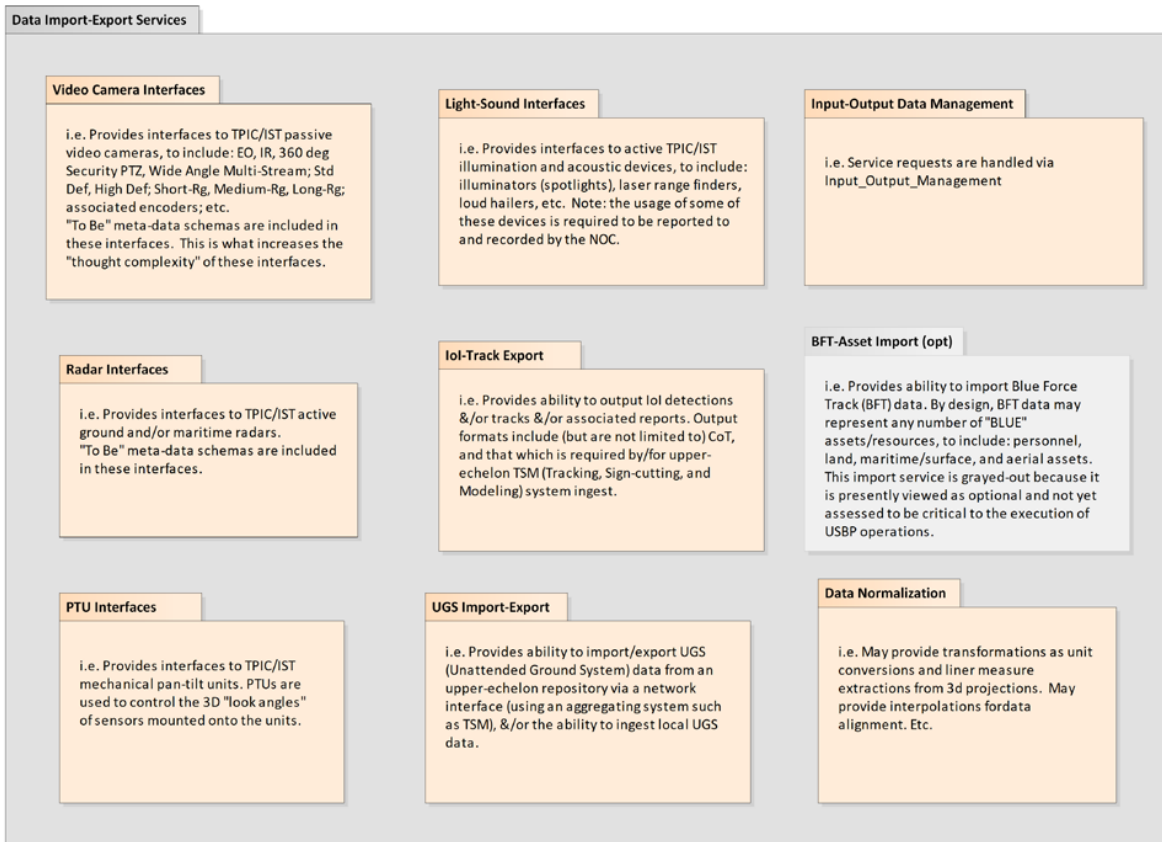 Data Import-Export Services
Video Camera Interfaces
i.e. Provides interfaces to TPIC/IST passive
video cameras, to include: EO, IR, 360 deg
Security PTZ, Wide Angle Multi-Stream; Std
Def, High Def; Short-Rg, Medium-Rg, Long-Rg;
associated encoders; etc.
"To Be" meta-data schemas are included in
these interfaces.  This is what increases the
"thought complexity" of these interfaces.
Light-Sound Interfaces
i.e. Provides interfaces to active TPIC/IST
illumination and acoustic devices, to include:
illuminators (spotlights), laser range finders,
loud hailers, etc.  Note: the usage of some of
these devices is required to be reported to
and recorded by the NOC.
Input-Output Data Management
i.e. Service requests are handled via
Input_Output_Management
Radar Interfaces
i.e. Provides interfaces to TPIC/IST active
ground and/or maritime radars.
"To Be" meta-data schemas are included
in these interfaces.
IoI-Track Export
i.e. Provides ability to output IoI detections
&/or tracks &/or associated reports. Output
formats include (but are not limited to) CoT,
and that which is required by/for upper-
echelon TSM (Tracking, Sign-cutting, and
Modeling) system ingest.
BFT-Asset Import (opt)
i.e. Provides ability to import Blue Force
Track (BFT) data. By design, BFT data may
represent any number of "BLUE"
assets/resources, to include: personnel,
land, maritime/surface, and aerial assets.
This import service is grayed-out because it
is presently viewed as optional and not yet
assessed to be critical to the execution of
USBP operations.
PTU Interfaces
i.e. Provides interfaces to TPIC/IST
mechanical pan-tilt units. PTUs are
used to control the 3D "look angles"
of sensors mounted onto the units.
UGS Import-Export
i.e. Provides ability to import/export UGS
(Unattended Ground System) data from an
upper-echelon repository via a network
interface (using an aggregating system such
as TSM), &/or the ability to ingest local UGS
data.
Data Normalization
i.e. May provide transformations as unit
conversions and liner measure
extractions from 3d projections.  May
provide interpolations fordata
alignment. Etc.